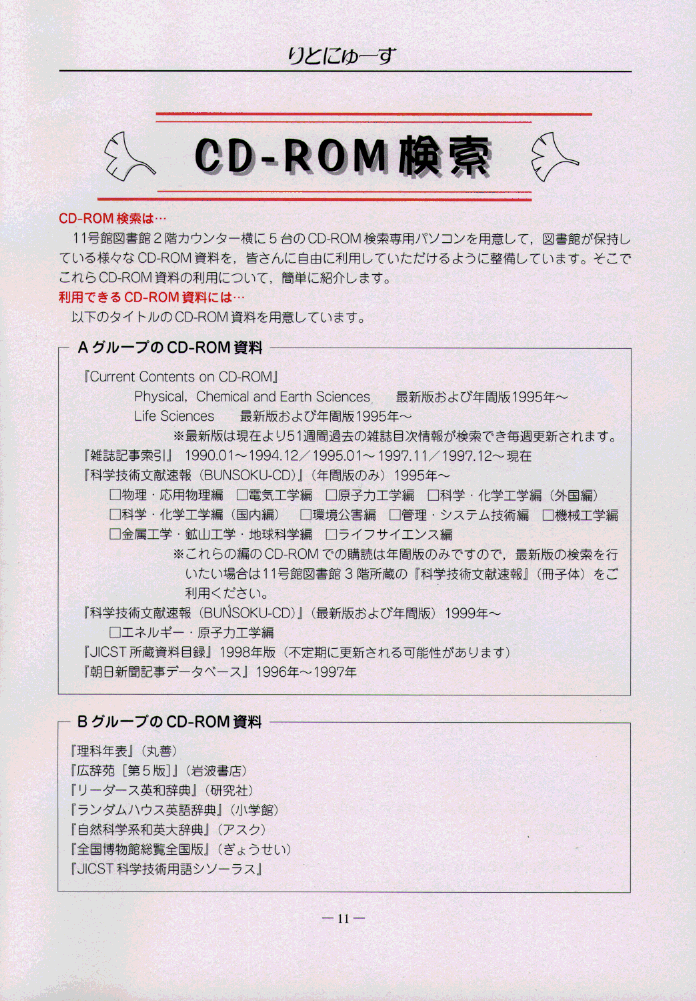 りとにゅーす
CD-ROM検索
CD-ROM検索は…
11号館図書館2階カウンター横に5台のCD-ROM検索専用パソコンを用意して，図書館が保持し
ている様々なCD-ROM資料を，皆さんに自由に利用していただけるように整備しています。そこで
これらCD-ROM資料の利用について，簡単に紹介します。
利用できるCD-ROM資料には…
以下のタイトルのCD-ROM資料を用意しています。
AグループのCD-ROM資料
『Current Contents on CD-ROM』
Physical, Chemical and Earth Sciences 最新版および年間版1995年～
Life Sciences 最新版および年間版1995年～
※最新版は現在より51週間過去の雑誌目次情報が検索でき毎週更新されます。
『雑誌記事索引』 1990.01～1994.12／1995.01～1997.11／1997.12～現在
『科学技術文献速報（BUNSOKU-CD）』（年間版のみ）1995年～
□物理・応用物理編 □電気工学編 □原子力工学編 □科学・化学工学編（外国編）
□科学・化学工学編（国内編） □環境公害編 □管理・システム技術編 □機械工学編
□金属工学・鉱山工学・地球科学編 □ライフサイエンス編
※これらの編のCD-ROMでの購読は年間版のみですので，最新版の検索を行
いたい場合は11号館図書館3階所蔵の『科学技術文献速報』（冊子体）をご
利用ください。
『科学技術文献速報（BUNSOKU-CD）』（最新版および年間版）1999年～
□エネルギー・原子力工学編
『JICST所蔵資料目録』1998年版（不定期に更新される可能性があります）
『朝日新聞記事データベース』1996年～1997年
BグループのCD-ROM資料
『理科年表』（丸善）
『広辞苑［第5版］』（岩波書店）
『リーダース英和辞典』（研究社）
『ランダムハウス英語辞典』（小学館）
『自然科学系和英大辞典』（アスク）
『全国博物館総覧全国版』（ぎょうせい）
『JICST科学技術用語シソーラス』
— 11 —